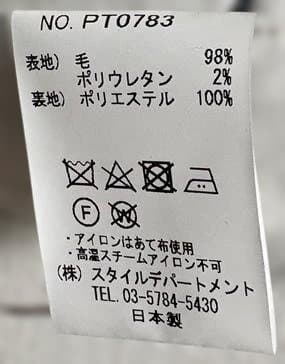 NO. PT0783
表地) 毛 98%
ポリウレタン 2%
裏地) ポリエステル 100%
F W
・アイロンはあて布使用
・高温スチームアイロン不可
(株) スタイルデパートメント
TEL. 03-5784-5430
日本製